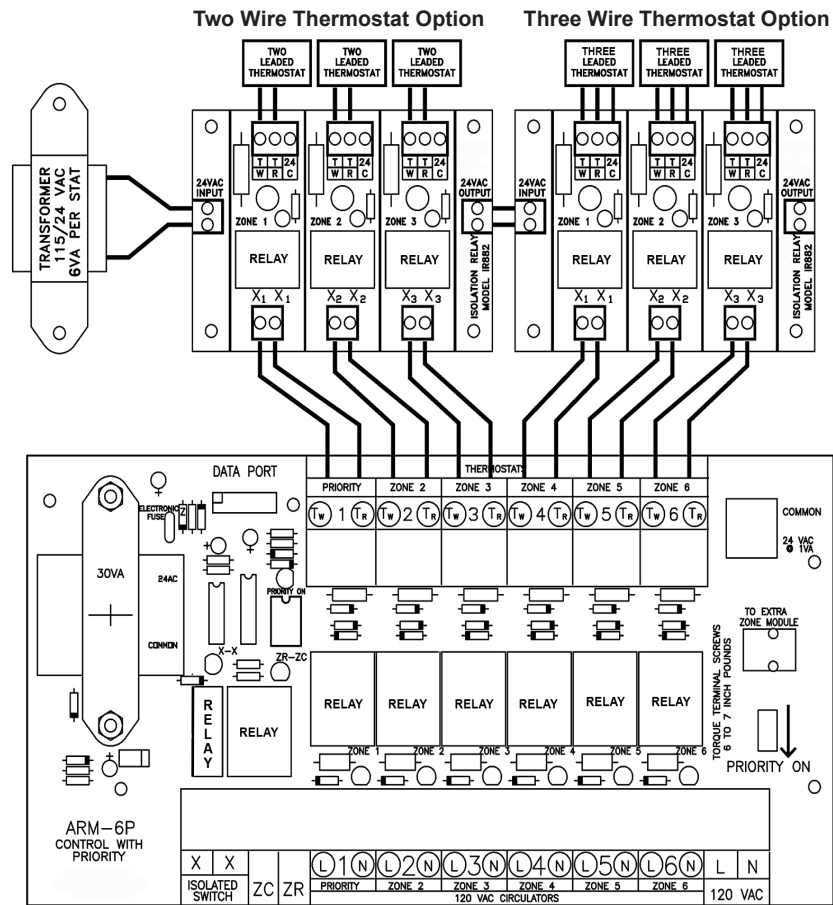 Two Wire Thermostat Option
Three Wire Thermostat Option
TWO
LEADED
THERMOSTAT
TWO
LEADED
THERMOSTAT
TWO
LEADED
THERMOSTAT
THREE
LEADED
THERMOSTAT
THREE
LEADED
THERMOSTAT
THREE
LEADED
THERMOSTAT
TRANSFORMER
115/24 VAC
6VA PER STAT
24VAC
INPUT
T T 24
W R C
ZONE 1
RELAY
X1 X1
T T 24
W R C
ZONE 2
RELAY
X2 X2
T T 24
W R C
ZONE 3
RELAY
X3 X3
24VAC
OUTPUT
ISOLATION RELAY
MODEL IR882
24VAC
INPUT
T T 24
W R C
ZONE 1
RELAY
X1 X1
T T 24
W R C
ZONE 2
RELAY
X2 X2
T T 24
W R C
ZONE 3
RELAY
X3 X3
24VAC
OUTPUT
ISOLATION RELAY
MODEL IR882
DATA PORT
THERMOSTATS
PRIORITY ZONE 2 ZONE 3 ZONE 4 ZONE 5 ZONE 6
TW 1 TR TW 2 TR TW 3 TR TW 4 TR TW 5 TR TW 6 TR
COMMON
24 VAC
@ 1VA
ELECTRONIC
FUSE
Z
30VA
24AC
COMMON
PRIORITY ON
X-X
ZR-ZC
TO EXTRA
ZONE MODULE
TORQUE TERMINAL SCREWS
6 TO 7 INCH POUNDS
PRIORITY ON
RELAY
RELAY
RELAY RELAY RELAY RELAY RELAY RELAY
ZONE 1 ZONE 2 ZONE 3 ZONE 4 ZONE 5 ZONE 6
ARM-6P
CONTROL WITH
PRIORITY
X X
ISOLATED
SWITCH
ZC ZR
L 1 N L 2 N L 3 N L 4 N L 5 N L 6 N
PRIORITY ZONE 2 ZONE 3 ZONE 4 ZONE 5 ZONE 6
120 VAC CIRCULATORS
L N
120 VAC